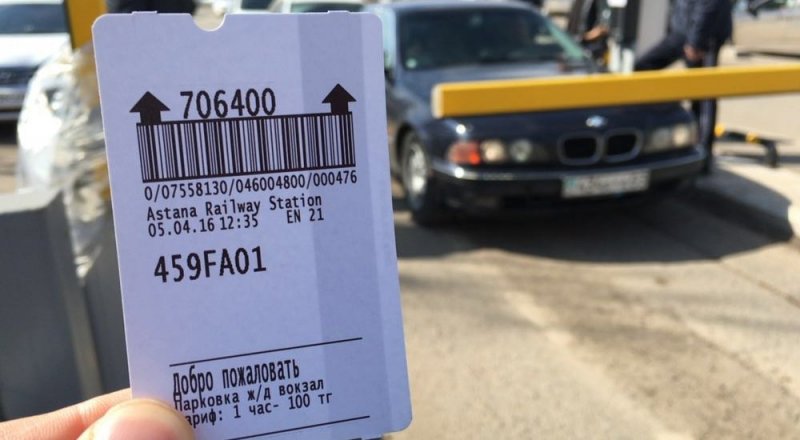 706400
0/07558130/046004800/000476
Astana Railway Station
05.04.16 12:35 EN 21
459FA01
Добро пожаловать
Парковка ж/д вокзал
Тариф: 1 час- 100 тг